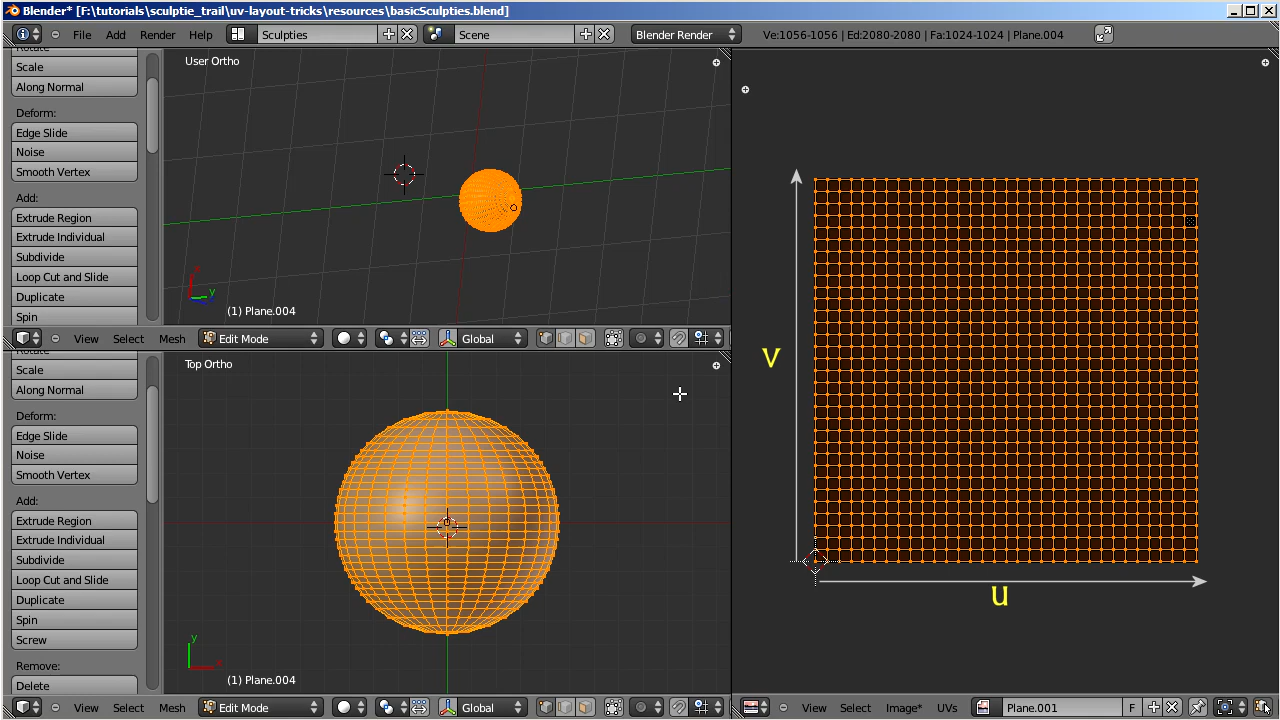 Blender* [F:\tutorials\sculptie_trail\uv-layout-tricks\resources\basicSculpties.blend]
File Add Render Help Sculpties Scene Blender Render Ve:1056-1056 | Ed:2080-2080 | Fa:1024-1024 | Plane.004
Rotate
Scale
Along Normal
Deform:
Edge Slide
Noise
Smooth Vertex
Add:
Extrude Region
Extrude Individual
Subdivide
Loop Cut and Slide
Duplicate
Spin
User Ortho
x
y
(1) Plane.004
View Select Mesh Edit Mode Global
Rotate
Scale
Along Normal
Deform:
Edge Slide
Noise
Smooth Vertex
Add:
Extrude Region
Extrude Individual
Subdivide
Loop Cut and Slide
Duplicate
Spin
Screw
Remove:
Delete
Top Ortho
y
x
(1) Plane.004
View Select Mesh Edit Mode Global
v
u
View Select Image* UVs Plane.001 F